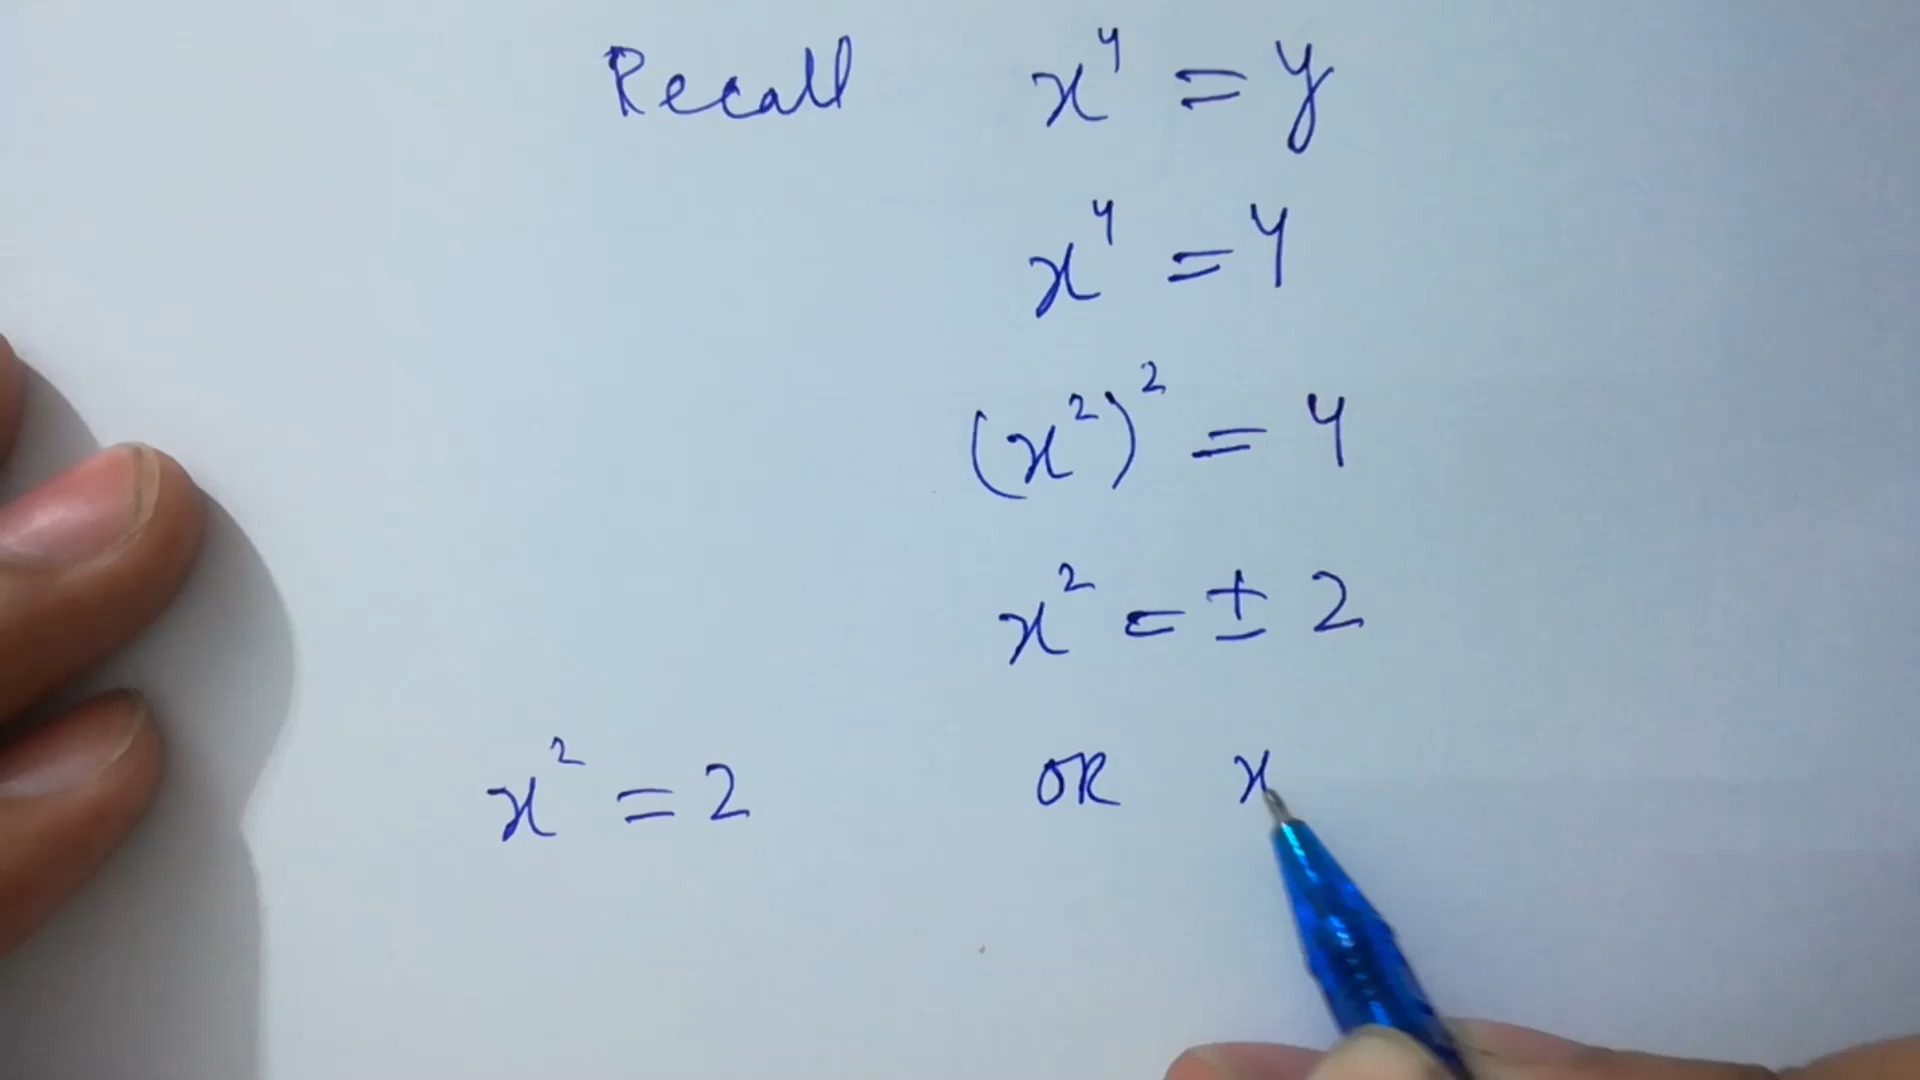 Recall x⁴ = y
x⁴ = 4
(x²)² = 4
x² = ± 2
x² = 2 OR x